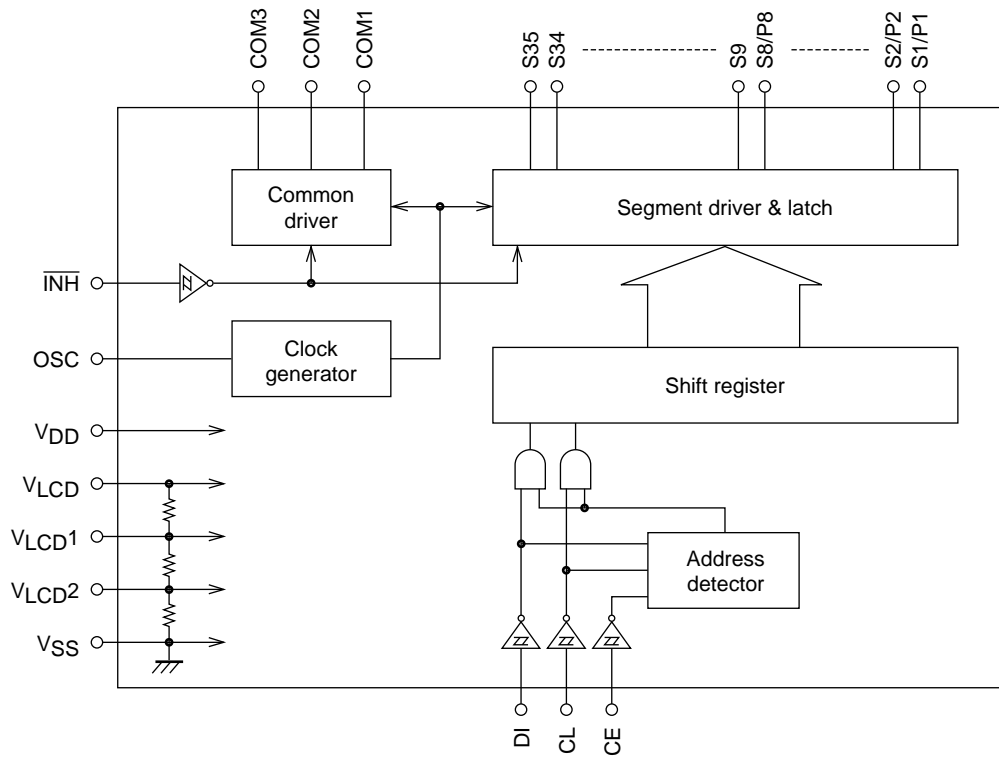 COM3
COM2
COM1
S35
S34
S9
S8/P8
S2/P2
S1/P1
Common
driver
Segment driver & latch
INH
OSC
Clock
generator
Shift register
VDD
VLCD
VLCD1
VLCD2
VSS
Address
detector
DI
CL
CE